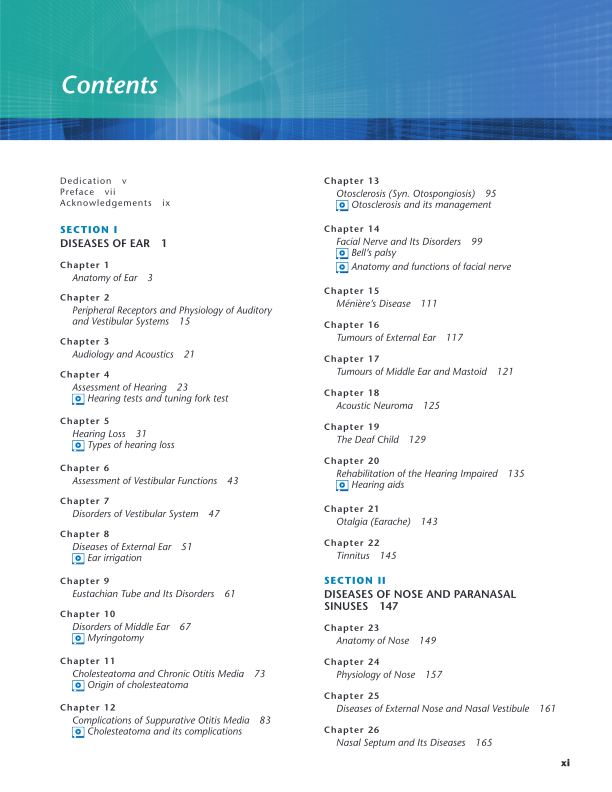 Contents
Dedication v
Preface vii
Acknowledgements ix
SECTION I
DISEASES OF EAR 1
Chapter 1
Anatomy of Ear 3
Chapter 2
Peripheral Receptors and Physiology of Auditory
and Vestibular Systems 15
Chapter 3
Audiology and Acoustics 21
Chapter 4
Assessment of Hearing 23
Hearing tests and tuning fork test
Chapter 5
Hearing Loss 31
Types of hearing loss
Chapter 6
Assessment of Vestibular Functions 43
Chapter 7
Disorders of Vestibular System 47
Chapter 8
Diseases of External Ear 51
Ear irrigation
Chapter 9
Eustachian Tube and Its Disorders 61
Chapter 10
Disorders of Middle Ear 67
Myringotomy
Chapter 11
Cholesteatoma and Chronic Otitis Media 73
Origin of cholesteatoma
Chapter 12
Complications of Suppurative Otitis Media 83
Cholesteatoma and its complications
Chapter 13
Otosclerosis (Syn. Otospongiosis) 95
Otosclerosis and its management
Chapter 14
Facial Nerve and Its Disorders 99
Bell's palsy
Anatomy and functions of facial nerve
Chapter 15
Ménière's Disease 111
Chapter 16
Tumours of External Ear 117
Chapter 17
Tumours of Middle Ear and Mastoid 121
Chapter 18
Acoustic Neuroma 125
Chapter 19
The Deaf Child 129
Chapter 20
Rehabilitation of the Hearing Impaired 135
Hearing aids
Chapter 21
Otalgia (Earache) 143
Chapter 22
Tinnitus 145
SECTION II
DISEASES OF NOSE AND PARANASAL
SINUSES 147
Chapter 23
Anatomy of Nose 149
Chapter 24
Physiology of Nose 157
Chapter 25
Diseases of External Nose and Nasal Vestibule 161
Chapter 26
Nasal Septum and Its Diseases 165
xi